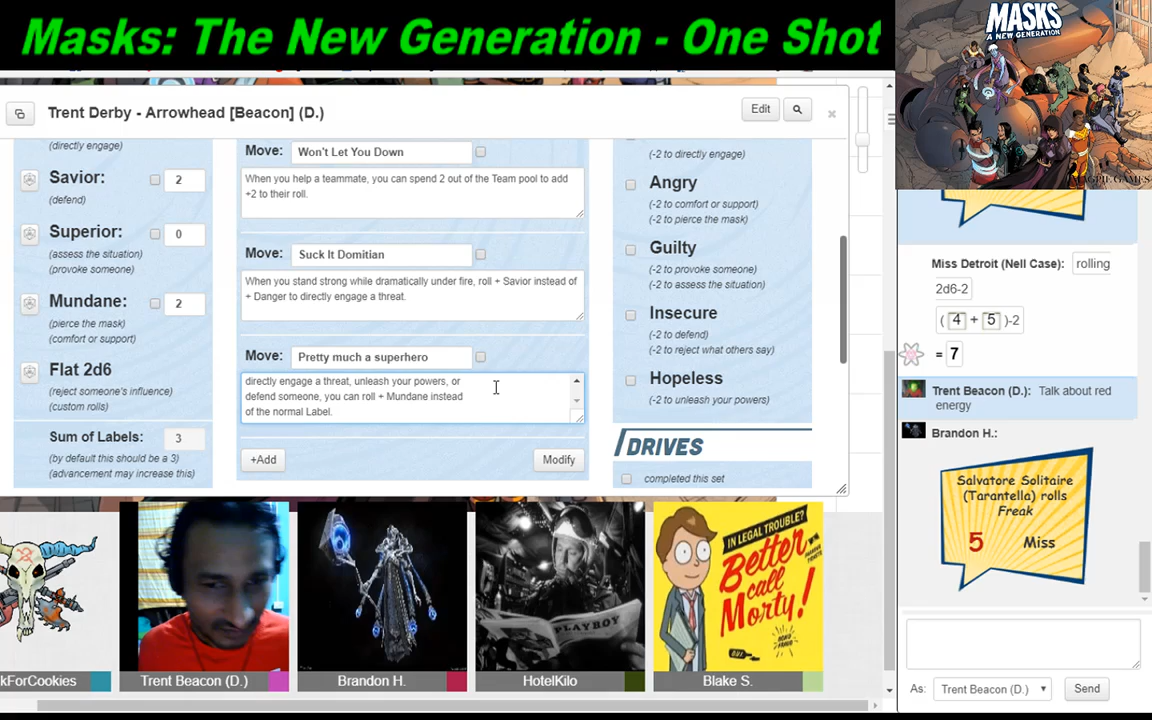 Masks: The New Generation - One Shot
MASKS
A NEW GENERATION
MAGPIE GAMES
Trent Derby - Arrowhead [Beacon] (D.)
Edit
(directly engage)
Savior:
2
(defend)
Superior:
0
(assess the situation)
(provoke someone)
Mundane:
2
(pierce the mask)
(comfort or support)
Flat 2d6
(reject someone's influence)
(custom rolls)
Sum of Labels:
3
(by default this should be a 3)
(advancement may increase this)
Move:
Won't Let You Down
When you help a teammate, you can spend 2 out of the Team pool to add
+2 to their roll.
Move:
Suck It Domitian
When you stand strong while dramatically under fire, roll + Savior instead of
+ Danger to directly engage a threat.
Move:
Pretty much a superhero
directly engage a threat, unleash your powers, or
defend someone, you can roll + Mundane instead
of the normal Label.
+Add
Modify
(-2 to directly engage)
Angry
(-2 to comfort or support)
(-2 to pierce the mask)
Guilty
(-2 to provoke someone)
(-2 to assess the situation)
Insecure
(-2 to defend)
(-2 to reject what others say)
Hopeless
(-2 to unleash your powers)
DRIVES
completed this set
Miss Detroit (Nell Case): rolling
2d6-2
( 4 + 5 )-2
= 7
Trent Beacon (D.): Talk about red
energy
Brandon H.:
Salvatore Solitaire
(Tarantella) rolls
Freak
5 Miss
As:
Trent Beacon (D.)
Send
PLAYBOY
IN LEGAL TROUBLE?
Better
call
Morty!
kForCookies
Trent Beacon (D.)
Brandon H.
HotelKilo
Blake S.